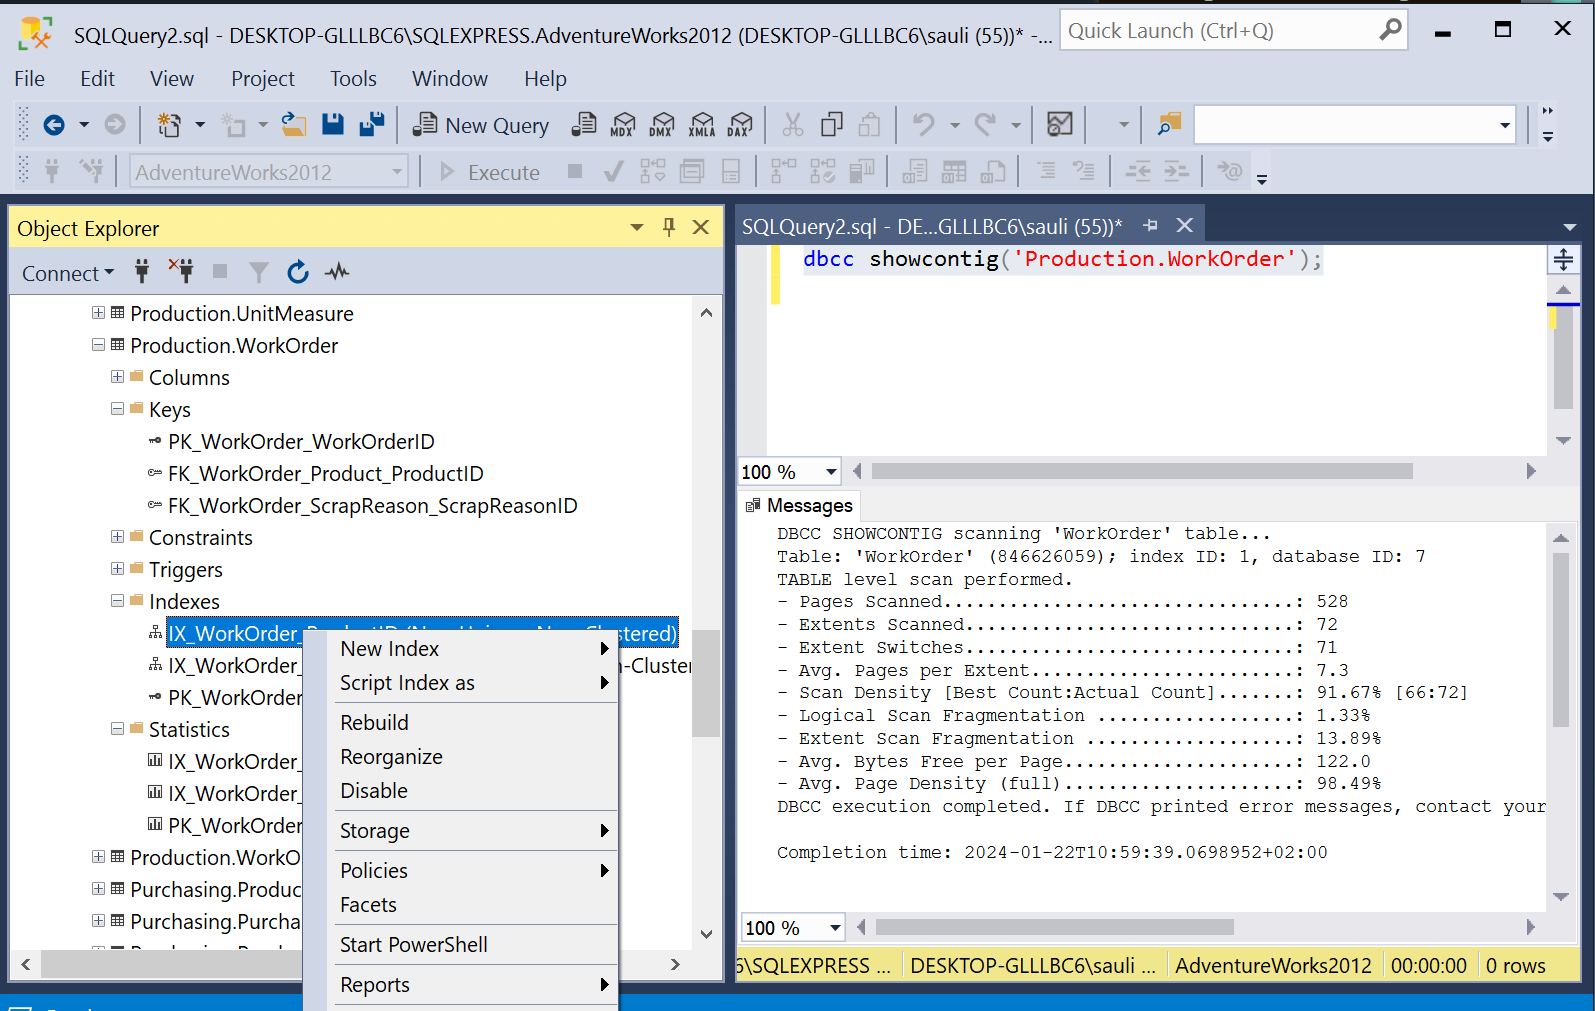 SQLQuery2.sql - DESKTOP-GLLLBC6\SQLEXPRESS.AdventureWorks2012 (DESKTOP-GLLLBC6\sauli (55))* -...
Quick Launch (Ctrl+Q)
File Edit View Project Tools Window Help
New Query MDX DMX XMLA DAX
AdventureWorks2012 Execute
Object Explorer
Connect
Production.UnitMeasure
Production.WorkOrder
Columns
Keys
PK_WorkOrder_WorkOrderID
FK_WorkOrder_Product_ProductID
FK_WorkOrder_ScrapReason_ScrapReasonID
Constraints
Triggers
Indexes
IX_WorkOrder_ProductID (Non-Unique, Non-Clustered)
IX_WorkOrder_ n-Cluster
PK_WorkOrder
Statistics
IX_WorkOrder_
IX_WorkOrder_
PK_WorkOrder
Production.WorkO
Purchasing.Produc
Purchasing.Purcha
New Index
Script Index as
Rebuild
Reorganize
Disable
Storage
Policies
Facets
Start PowerShell
Reports
SQLQuery2.sql - DE...GLLLBC6\sauli (55))*
dbcc showcontig('Production.WorkOrder');
100 %
Messages
DBCC SHOWCONTIG scanning 'WorkOrder' table...
Table: 'WorkOrder' (846626059); index ID: 1, database ID: 7
TABLE level scan performed.
- Pages Scanned................................: 528
- Extents Scanned..............................: 72
- Extent Switches..............................: 71
- Avg. Pages per Extent........................: 7.3
- Scan Density [Best Count:Actual Count].......: 91.67% [66:72]
- Logical Scan Fragmentation ..................: 1.33%
- Extent Scan Fragmentation ...................: 13.89%
- Avg. Bytes Free per Page.....................: 122.0
- Avg. Page Density (full).....................: 98.49%
DBCC execution completed. If DBCC printed error messages, contact your
Completion time: 2024-01-22T10:59:39.0698952+02:00
100 %
6\SQLEXPRESS ... DESKTOP-GLLLBC6\sauli ... AdventureWorks2012 00:00:00 0 rows